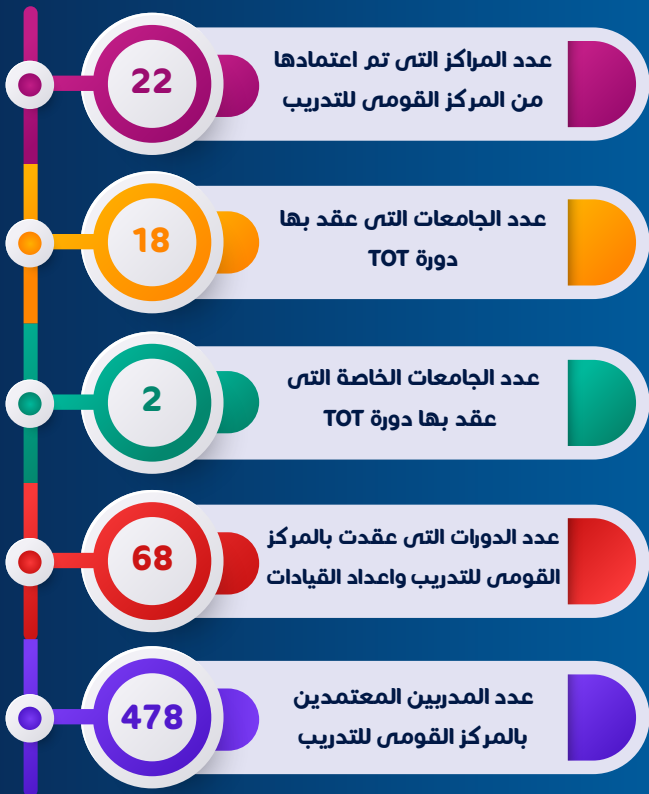 عدد المراكز التى تم اعتمادها
من المركز القومى للتدريب
22
عدد الجامعات التى عقد بها
دورة TOT
18
عدد الجامعات الخاصة التى
عقد بها دورة TOT
2
عدد الدورات التى عقدت بالمركز
القومى للتدريب واعداد القيادات
68
عدد المدربين المعتمدين
بالمركز القومى للتدريب
478